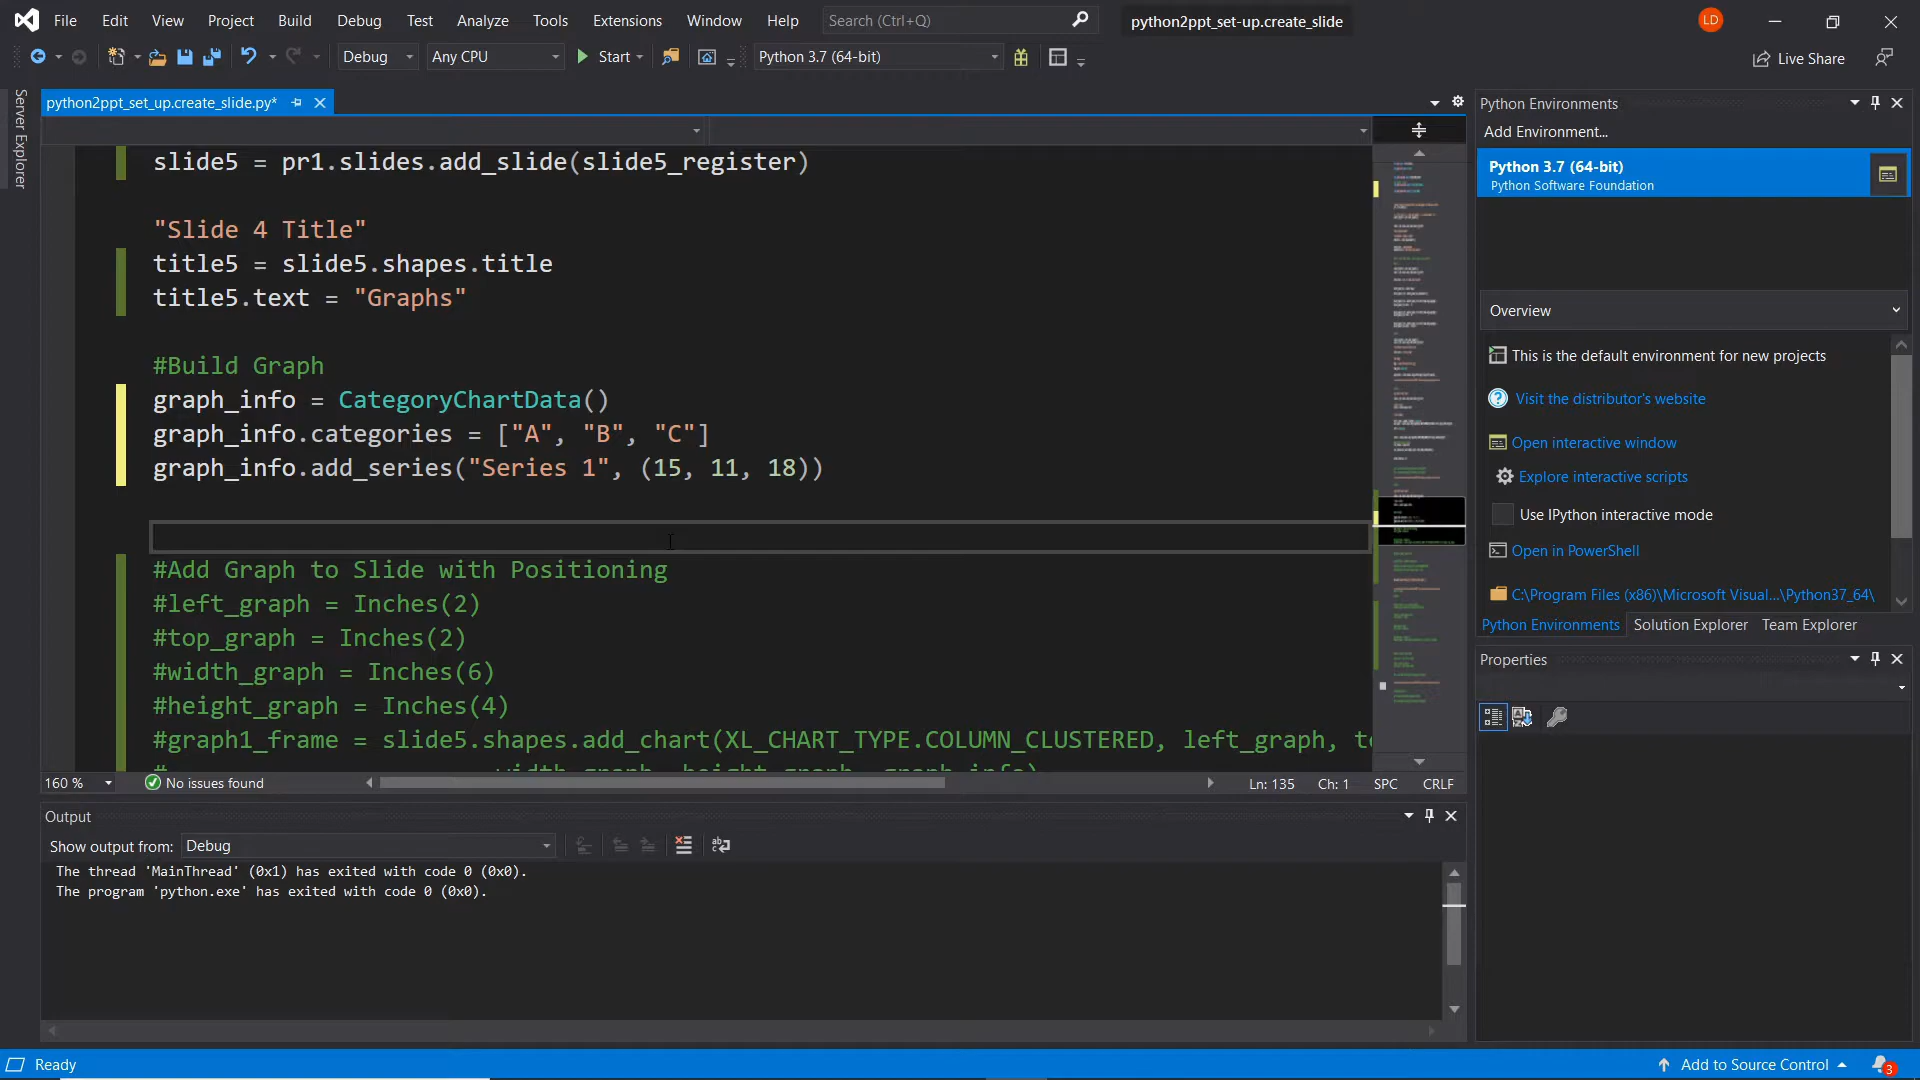 File Edit View Project Build Debug Test Analyze Tools Extensions Window Help Search (Ctrl+Q) python2ppt_set-up.create_slide LD
Debug Any CPU Start Python 3.7 (64-bit) Live Share
Server Explorer
python2ppt_set_up.create_slide.py*
slide5 = pr1.slides.add_slide(slide5_register)
"Slide 4 Title"
title5 = slide5.shapes.title
title5.text = "Graphs"
#Build Graph
graph_info = CategoryChartData()
graph_info.categories = ["A", "B", "C"]
graph_info.add_series("Series 1", (15, 11, 18))
#Add Graph to Slide with Positioning
#left_graph = Inches(2)
#top_graph = Inches(2)
#width_graph = Inches(6)
#height_graph = Inches(4)
#graph1_frame = slide5.shapes.add_chart(XL_CHART_TYPE.COLUMN_CLUSTERED, left_graph,
# width_graph, height_graph, graph_info)
160 % No issues found Ln: 135 Ch: 1 SPC CRLF
Output
Show output from: Debug
The thread 'MainThread' (0x1) has exited with code 0 (0x0).
The program 'python.exe' has exited with code 0 (0x0).
Python Environments
Add Environment...
Python 3.7 (64-bit)
Python Software Foundation
Overview
This is the default environment for new projects
Visit the distributor's website
Open interactive window
Explore interactive scripts
Use IPython interactive mode
Open in PowerShell
C:\Program Files (x86)\Microsoft Visual...\Python37_64\
Python Environments Solution Explorer Team Explorer
Properties
Ready Add to Source Control 3